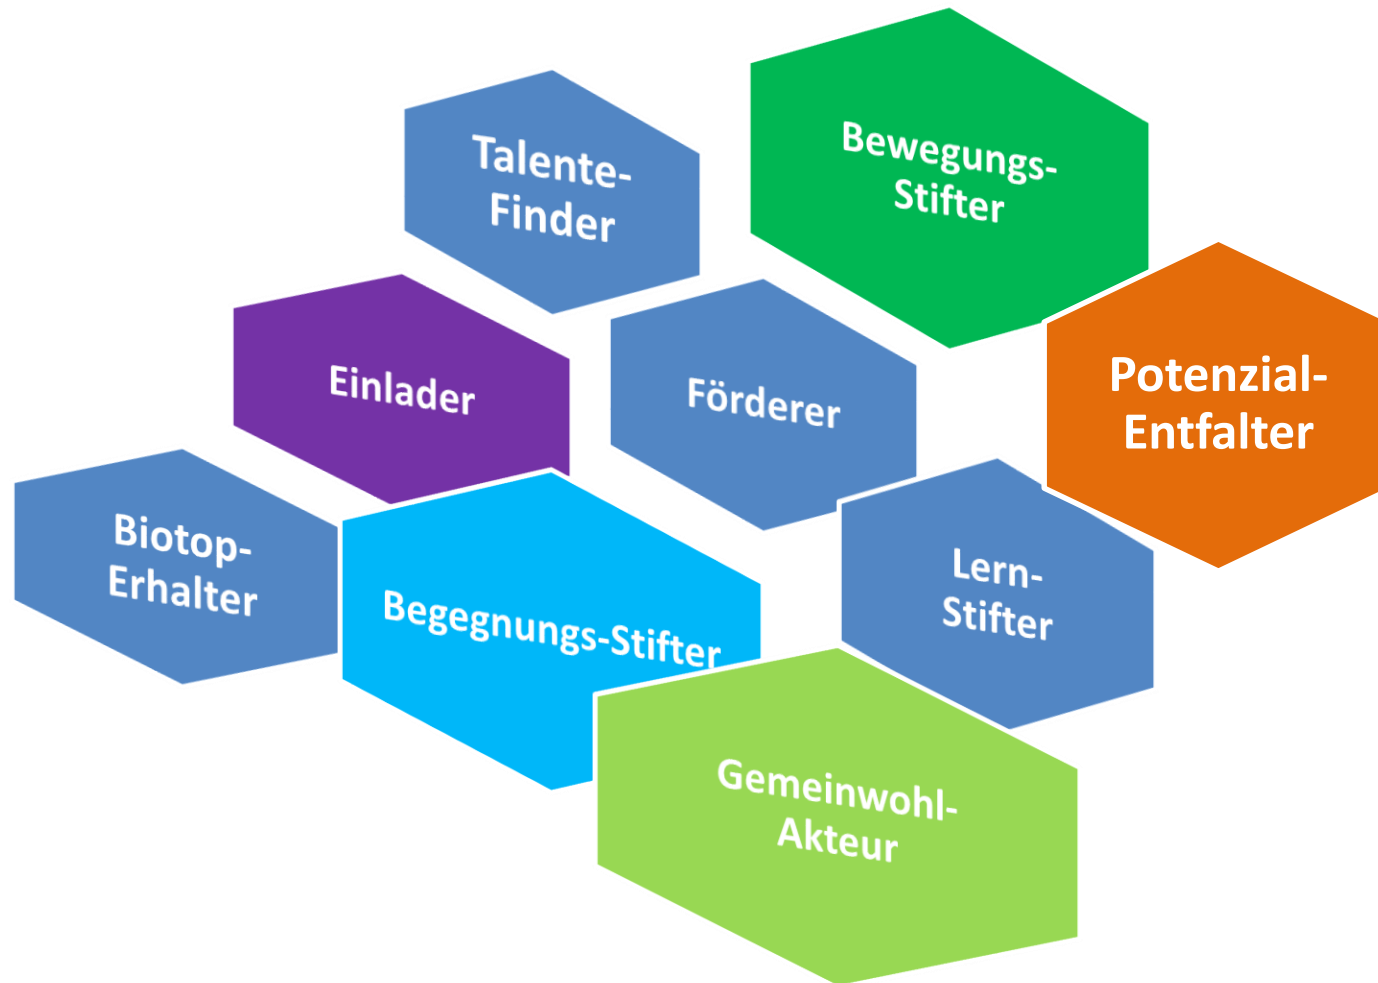 Talente-
Finder
Bewegungs-
Stifter
Einlader
Förderer
Potenzial-
Entfalter
Biotop-
Erhalter
Begegnungs-Stifter
Lern-
Stifter
Gemeinwohl-
Akteur